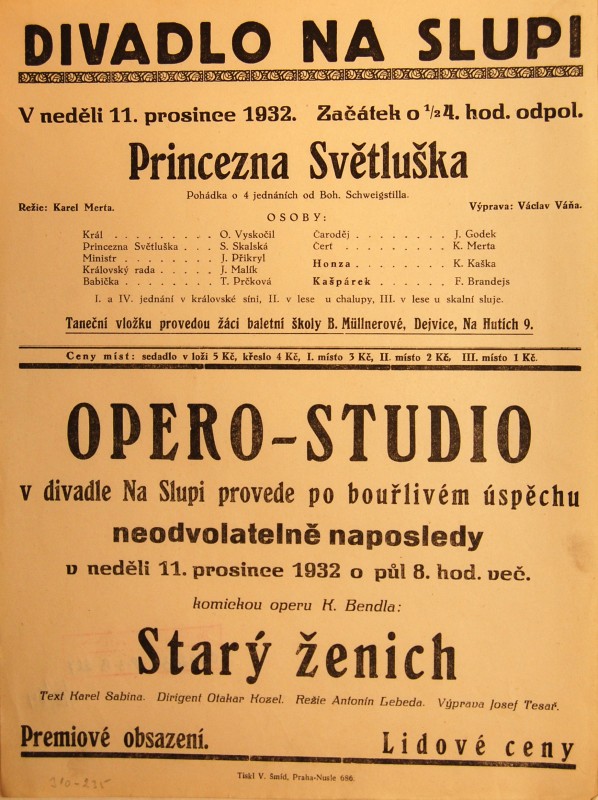 DIVADLO NA SLUPI
V neděli 11. prosince 1932. Začátek o ½4. hod. odpol.
Princezna Světluška
Pohádka o 4 jednáních od Boh. Schweigstilla.
Režie: Karel Merta. Výprava: Václav Váňa.
OSOBY:
Král . . . . . . . . . O. Vyskočil
Princezna Světluška . . . S. Skalská
Ministr . . . . . . . . J. Přikryl
Královský rada . . . . . J. Malík
Babička . . . . . . . . T. Prčková
Čaroděj . . . . . . . . J. Godek
Čert . . . . . . . . . K. Merta
Honza . . . . . . . . K. Kaška
Kašpárek . . . . . . F. Brandejs
I. a IV. jednání v královské síni, II. v lese u chalupy, III. v lese u skalní sluje.
Taneční vložku provedou žáci baletní školy B. Müllnerové, Dejvice, Na Hutích 9.
Ceny míst: sedadlo v loži 5 Kč, křeslo 4 Kč, I. místo 3 Kč, II. místo 2 Kč, III. místo 1 Kč.
OPERO-STUDIO
v divadle Na Slupi provede po bouřlivém úspěchu
neodvolatelně naposledy
v neděli 11. prosince 1932 o půl 8. hod. več.
komickou operu K. Bendla:
Starý ženich
Text Karel Sabina. Dirigent Otakar Kozel. Režie Antonín Lebeda. Výprava Josef Tesař.
Premiové obsazení. Lidové ceny
Tiskl V. Šmíd, Praha-Nusle 686.
310-235